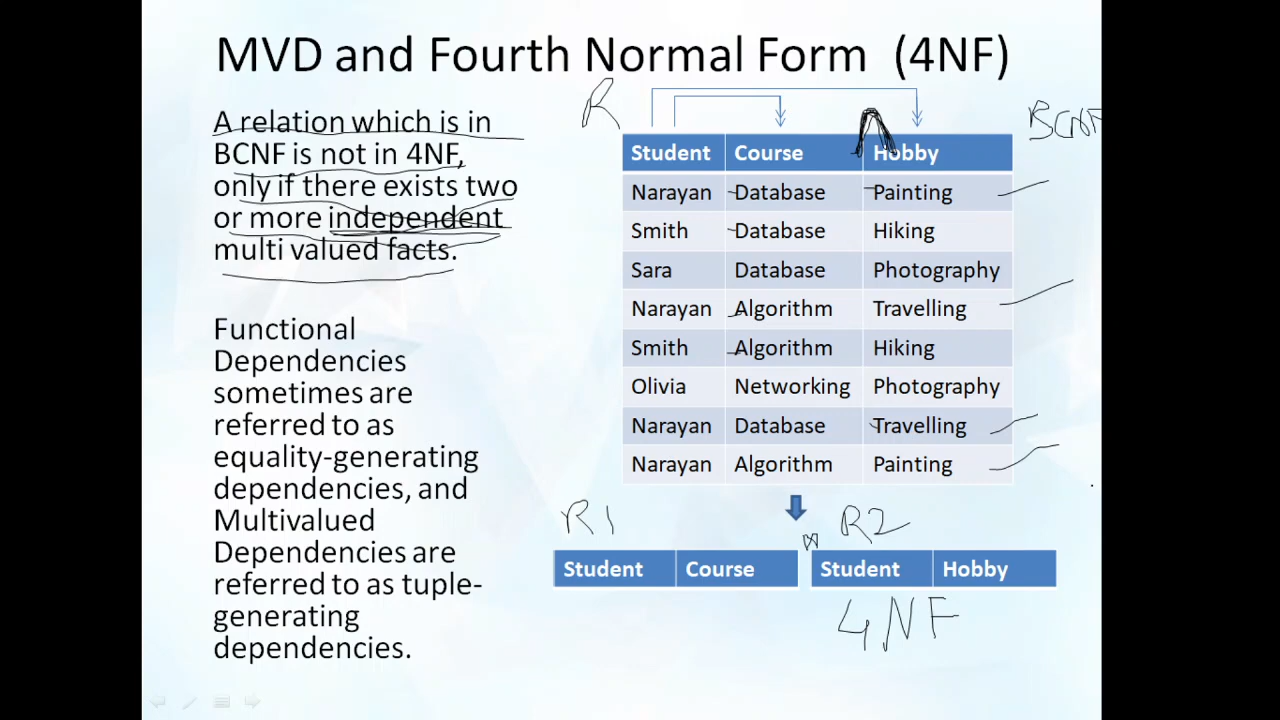 MVD and Fourth Normal Form (4NF)
A relation which is in
BCNF is not in 4NF,
only if there exists two
or more independent
multi valued facts.
Functional
Dependencies
sometimes are
referred to as
equality-generating
dependencies, and
Multivalued
Dependencies are
referred to as tuple-
generating
dependencies.
R
BCNF
Student Course Hobby
Narayan Database Painting
Smith Database Hiking
Sara Database Photography
Narayan Algorithm Travelling
Smith Algorithm Hiking
Olivia Networking Photography
Narayan Database Travelling
Narayan Algorithm Painting
R1
R2
Student Course
Student Hobby
4NF